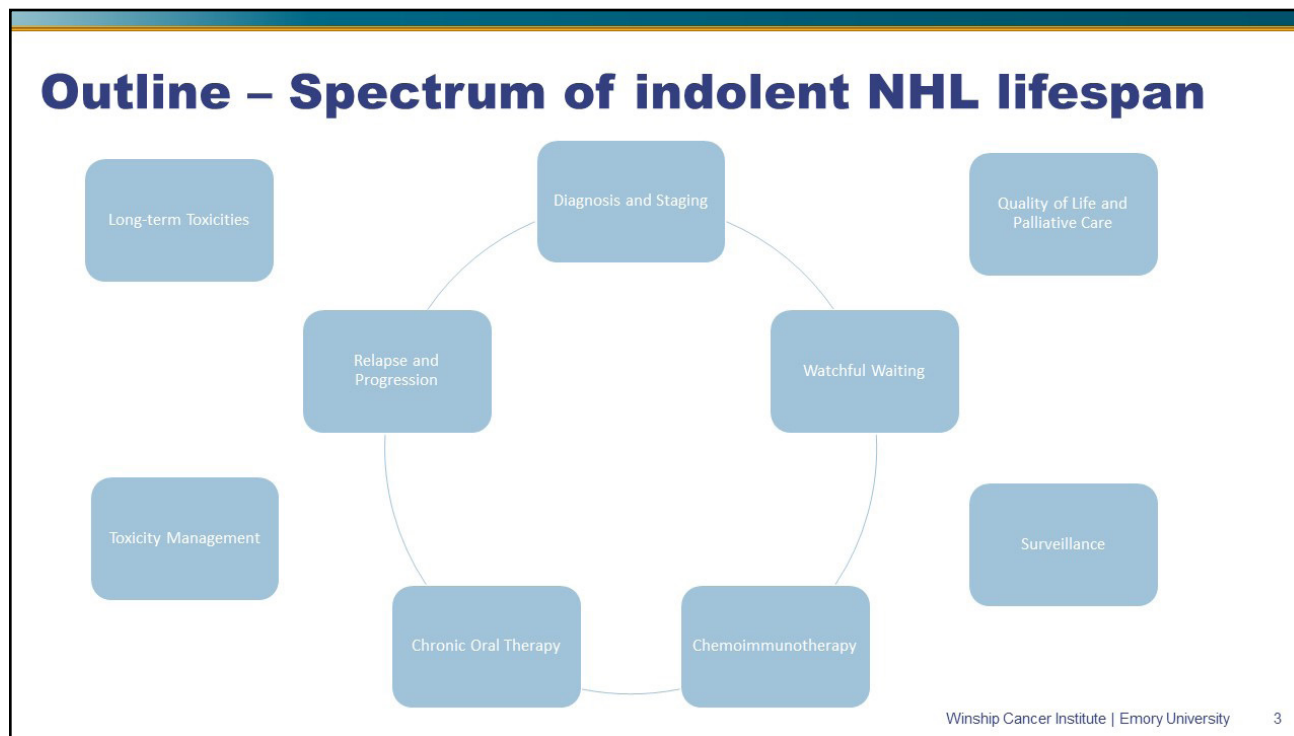 Outline – Spectrum of indolent NHL lifespan
Long-term Toxicities
Diagnosis and Staging
Quality of Life and
Palliative Care
Relapse and
Progression
Watchful Waiting
Toxicity Management
Surveillance
Chronic Oral Therapy
Chemoimmunotherapy
Winship Cancer Institute | Emory University 3